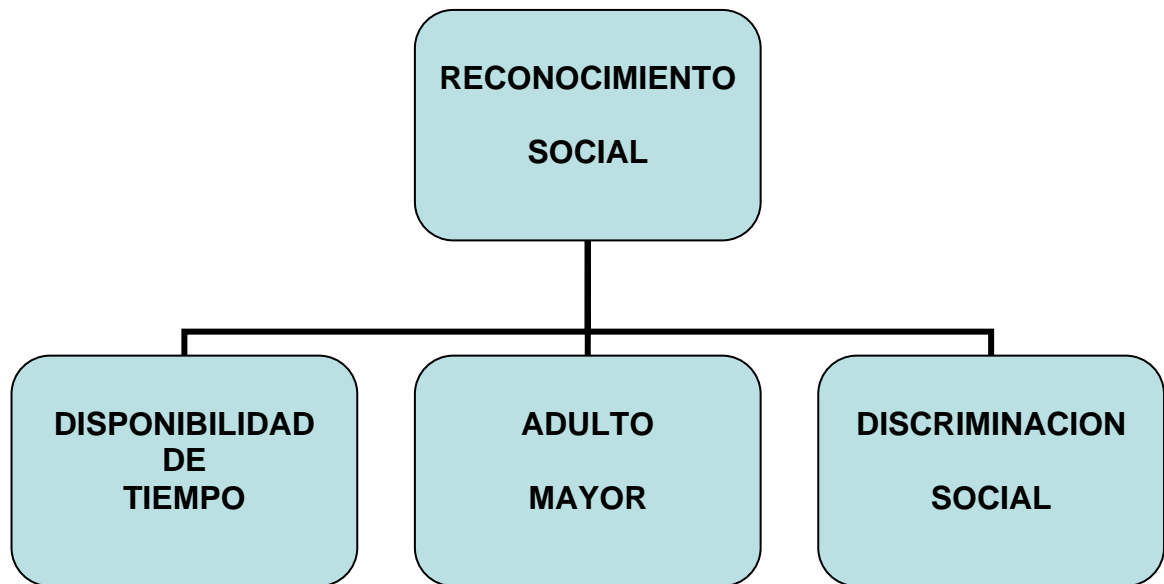 RECONOCIMIENTO
SOCIAL
DISPONIBILIDAD
DE
TIEMPO
ADULTO
MAYOR
DISCRIMINACION
SOCIAL